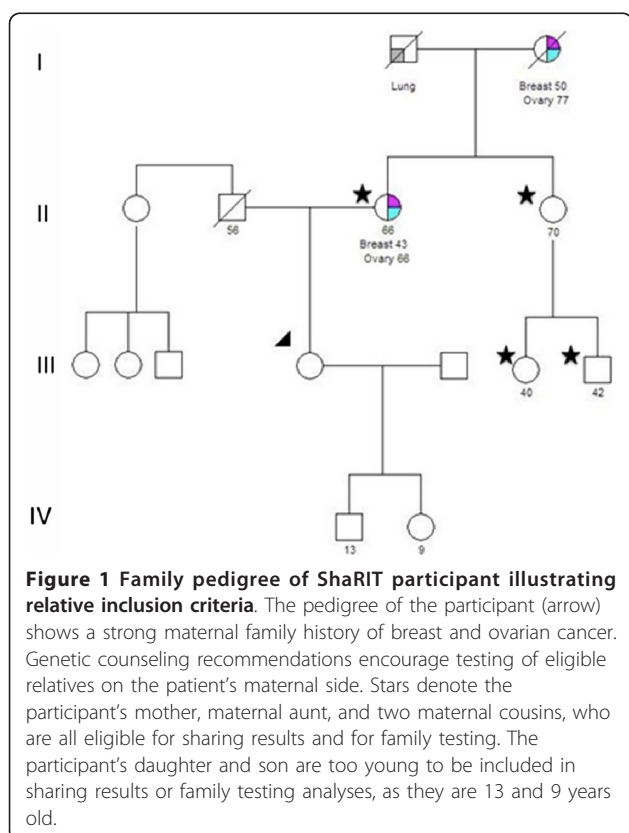 I
Lung
Breast 50
Ovary 77
II
56
66
Breast 43
Ovary 66
70
III
40
42
IV
13
9
Figure 1 Family pedigree of ShaRIT participant illustrating
relative inclusion criteria. The pedigree of the participant (arrow)
shows a strong maternal family history of breast and ovarian cancer.
Genetic counseling recommendations encourage testing of eligible
relatives on the patient's maternal side. Stars denote the
participant's mother, maternal aunt, and two maternal cousins, who
are all eligible for sharing results and for family testing. The
participant's daughter and son are too young to be included in
sharing results or family testing analyses, as they are 13 and 9 years
old.